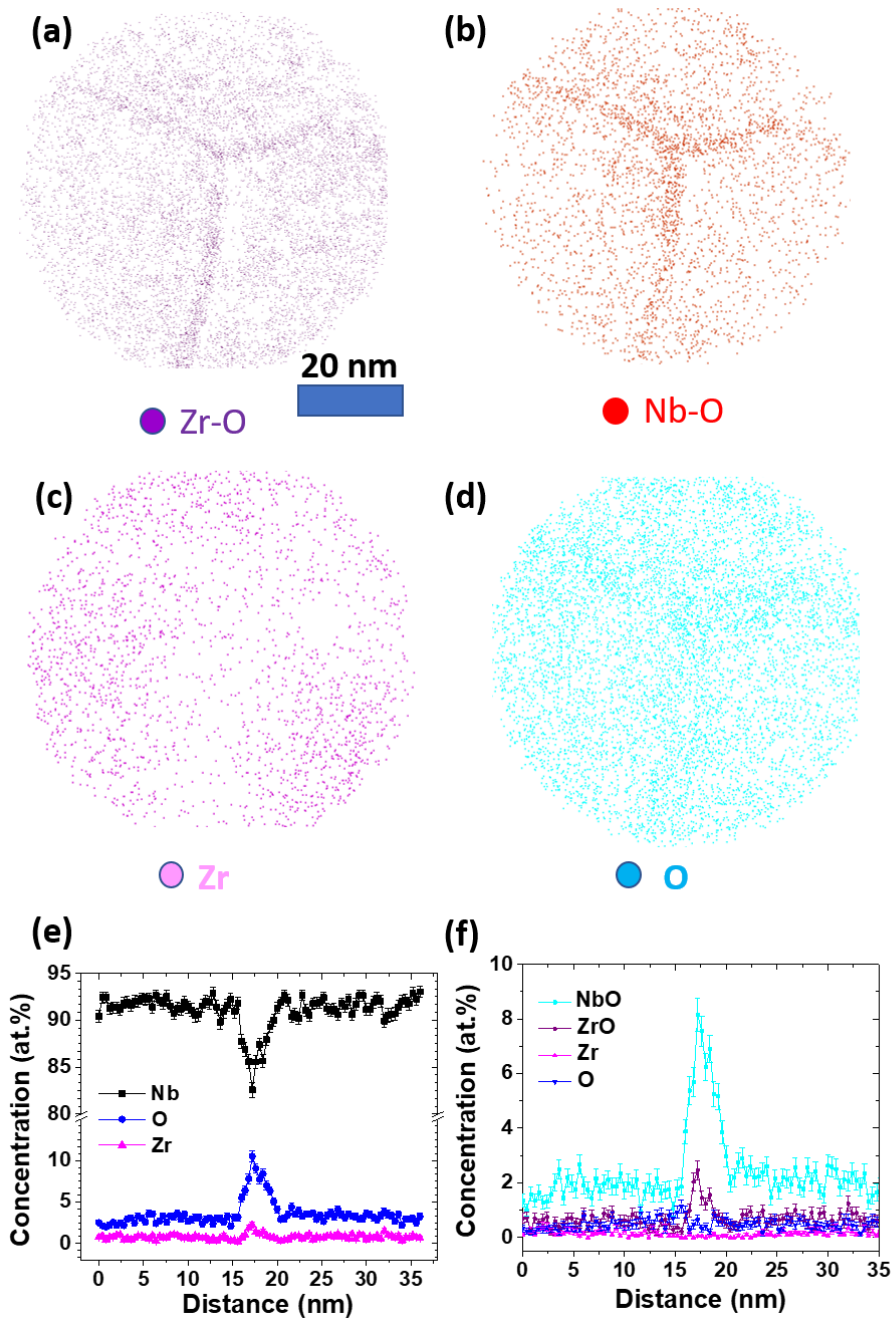 (a)
(b)
20 nm
Zr-O
Nb-O
(c)
(d)
Zr
O
(e)
(f)
95
90
85
80
10
5
0
Concentration (at.%)
Nb
O
Zr
0 5 10 15 20 25 30 35
Distance (nm)
10
8
6
4
2
0
Concentration (at.%)
NbO
ZrO
Zr
O
0 5 10 15 20 25 30 35
Distance (nm)